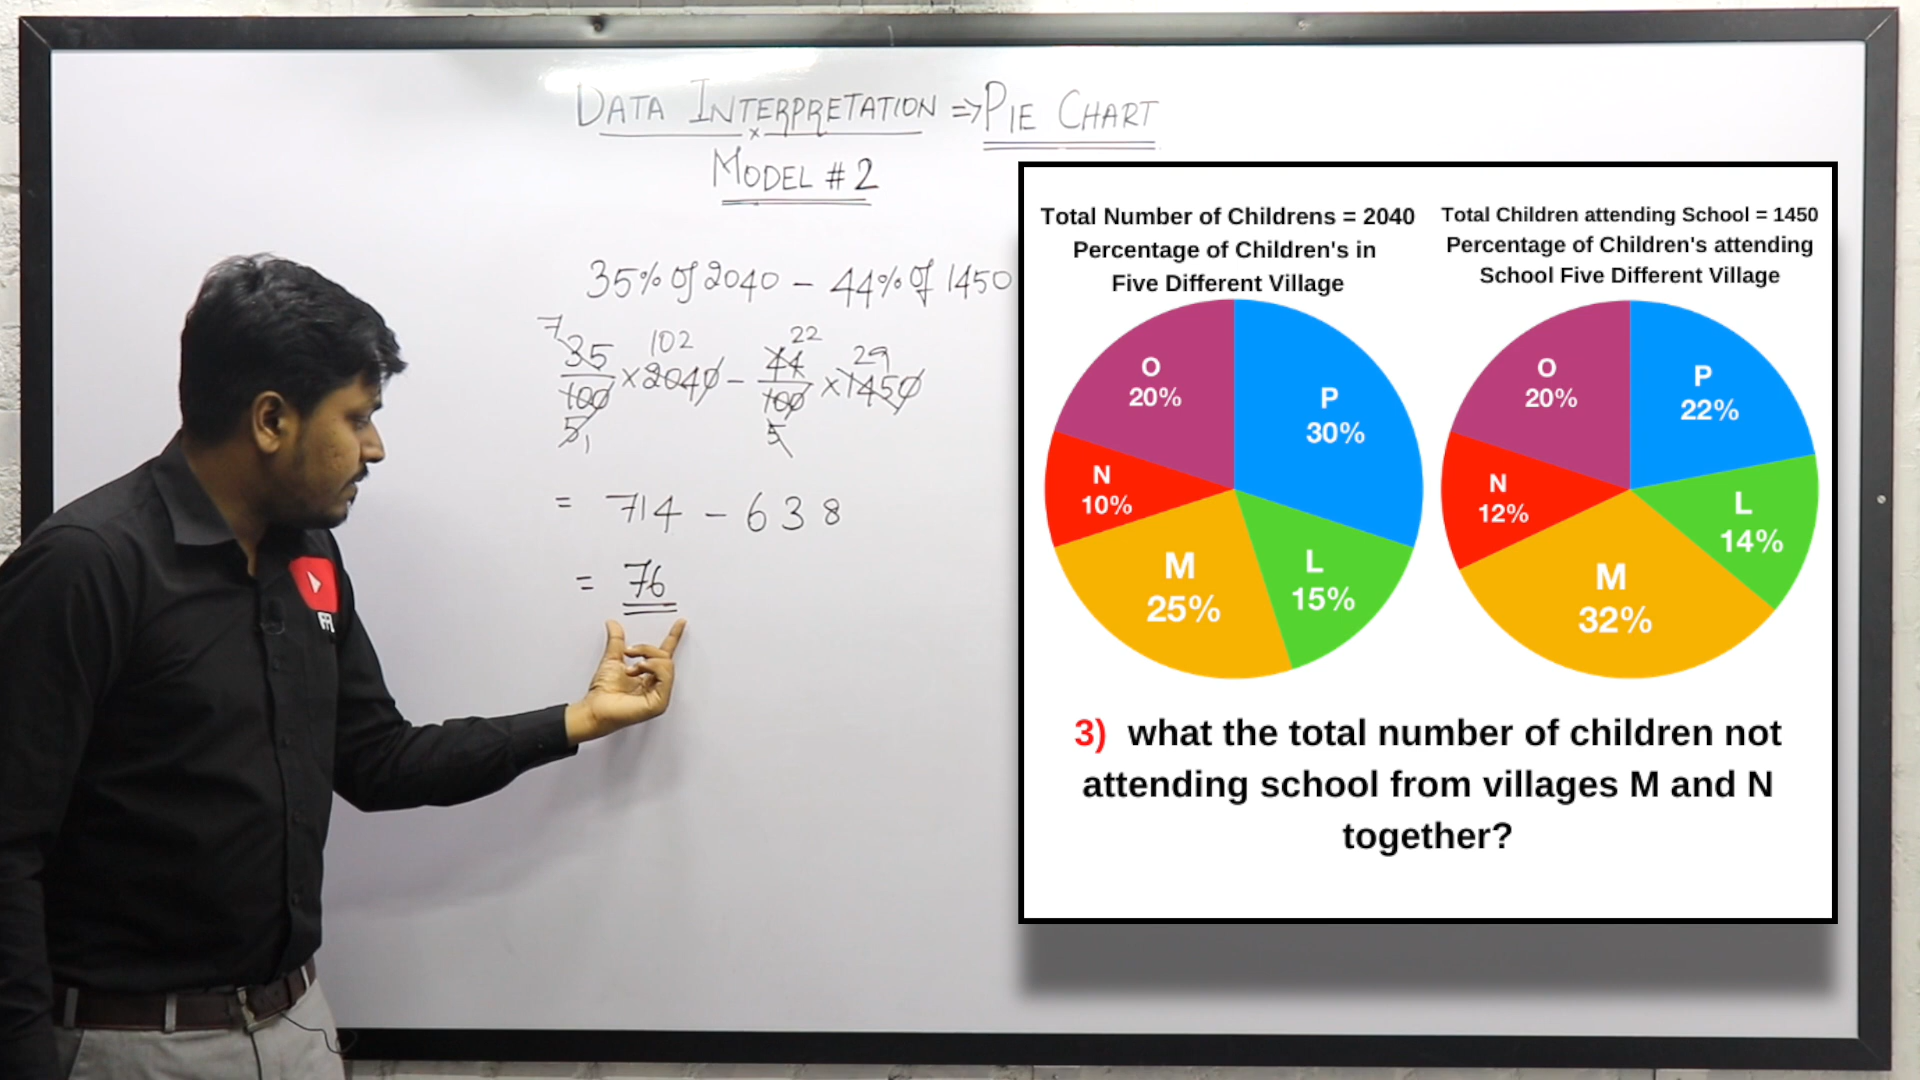 DATA INTERPRETATION => PIE CHART
MODEL # 2
35% of 2040 - 44% of 1450
7 102 22 29
35/100 × 2040 - 44/100 × 1450
5 1 5
= 714 - 638
= 76
Total Number of Childrens = 2040
Percentage of Children's in
Five Different Village
O
20%
P
30%
N
10%
M
25%
L
15%
Total Children attending School = 1450
Percentage of Children's attending
School Five Different Village
O
20%
P
22%
N
12%
L
14%
M
32%
3) what the total number of children not
attending school from villages M and N
together?